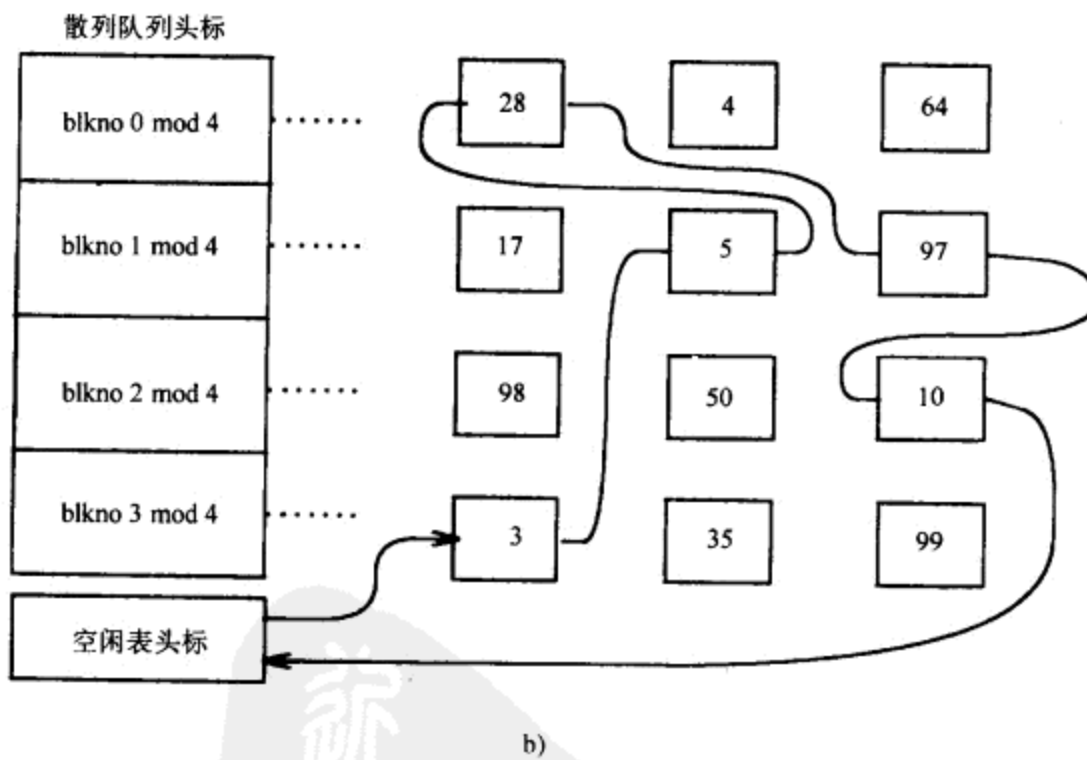 散列队列头标
blkno 0 mod 4 ...... 28 4 64
blkno 1 mod 4 ...... 17 5 97
blkno 2 mod 4 ...... 98 50 10
blkno 3 mod 4 ...... 3 35 99
空闲表头标
b)